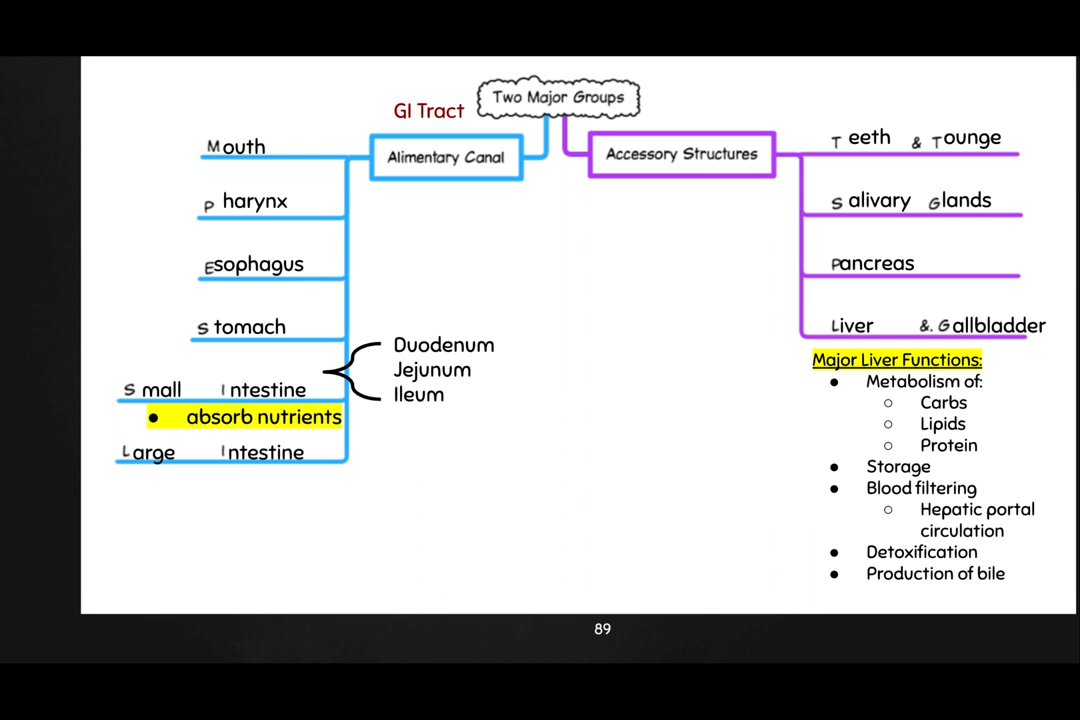 Two Major Groups
GI Tract
Alimentary Canal
Mouth
Pharynx
Esophagus
Stomach
Duodenum
Jejunum
Ileum
Small Intestine
● absorb nutrients
Large Intestine
Accessory Structures
Teeth & Tounge
Salivary Glands
Pancreas
Liver &. Gallbladder
Major Liver Functions:
● Metabolism of:
○ Carbs
○ Lipids
○ Protein
● Storage
● Blood filtering
○ Hepatic portal
circulation
● Detoxification
● Production of bile
89